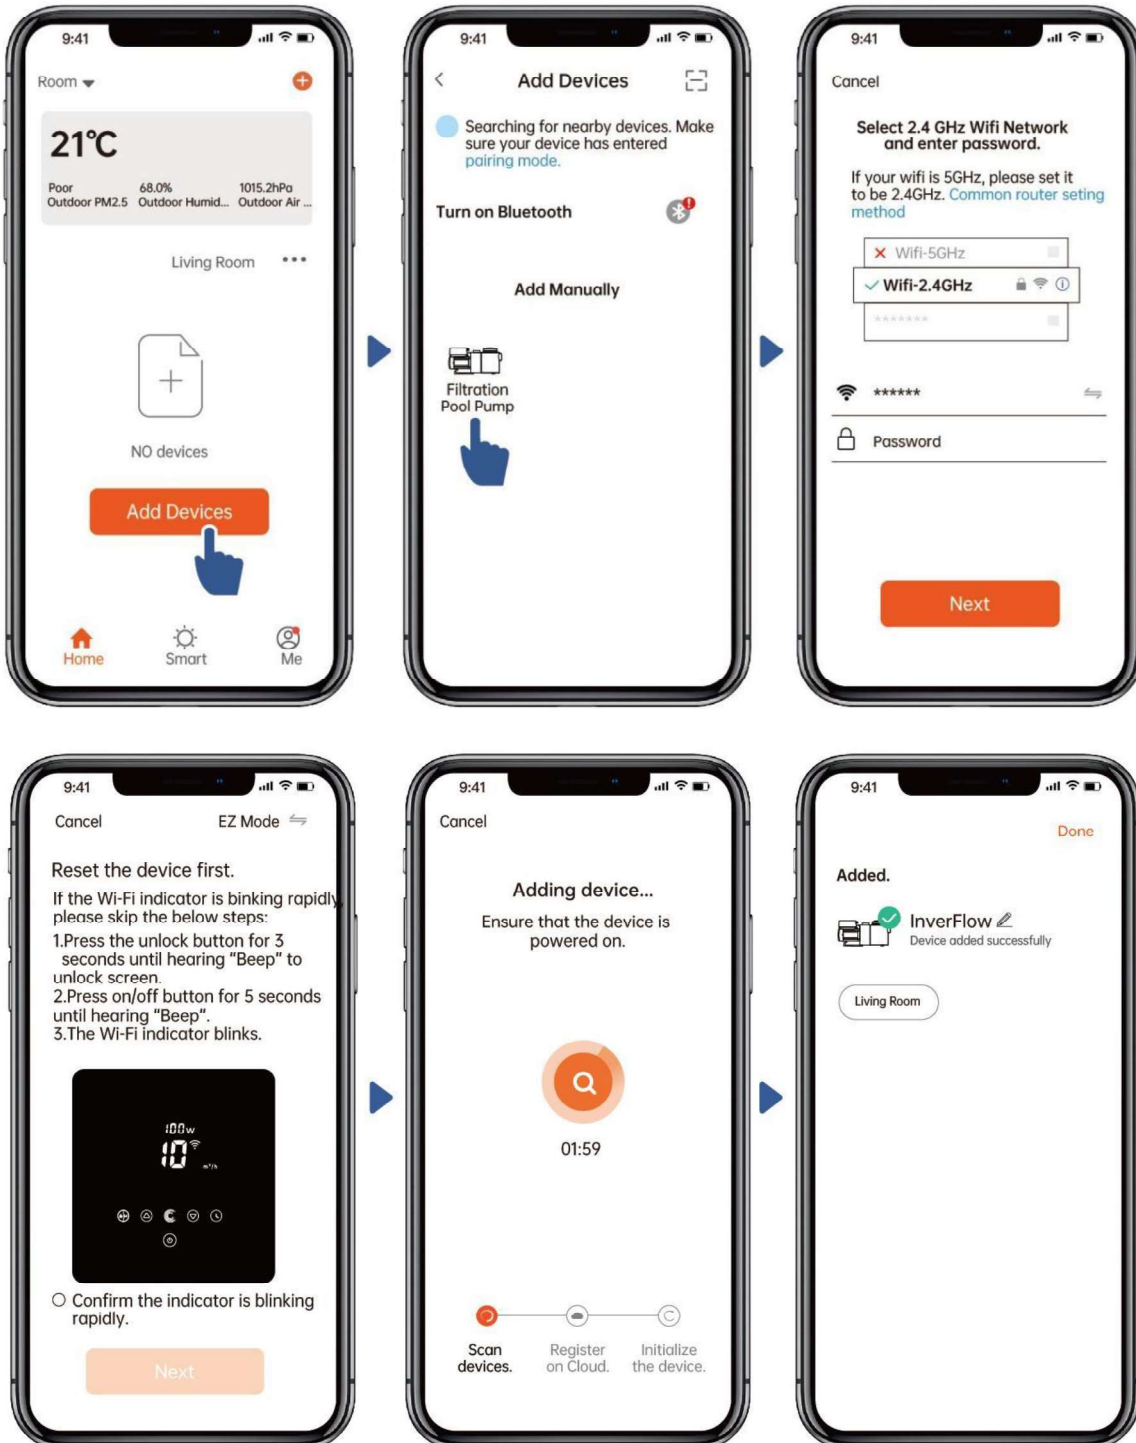 9:41
Room
21℃
Poor
68.0%
1015.2hPa
Outdoor PM2.5
Outdoor Humid...
Outdoor Air ...
Living Room
NO devices
Add Devices
Home
Smart
Me
9:41
Add Devices
Searching for nearby devices. Make
sure your device has entered
pairing mode.
Turn on Bluetooth
Add Manually
Filtration
Pool Pump
9:41
Cancel
Select 2.4 GHz Wifi Network
and enter password.
If your wifi is 5GHz, please set it
to be 2.4GHz. Common router seting
method
Wifi-5GHz
Wifi-2.4GHz
*******
******
Password
Next
9:41
Cancel
EZ Mode
Reset the device first.
If the Wi-Fi indicator is binking rapidly,
please skip the below steps:
1.Press the unlock button for 3
seconds until hearing "Beep" to
unlock screen.
2.Press on/off button for 5 seconds
until hearing "Beep".
3.The Wi-Fi indicator blinks.
100w
10
m³/h
Confirm the indicator is blinking
rapidly.
Next
9:41
Cancel
Adding device...
Ensure that the device is
powered on.
01:59
Scan
devices.
Register
on Cloud.
Initialize
the device.
9:41
Done
Added.
InverFlow
Device added successfully
Living Room